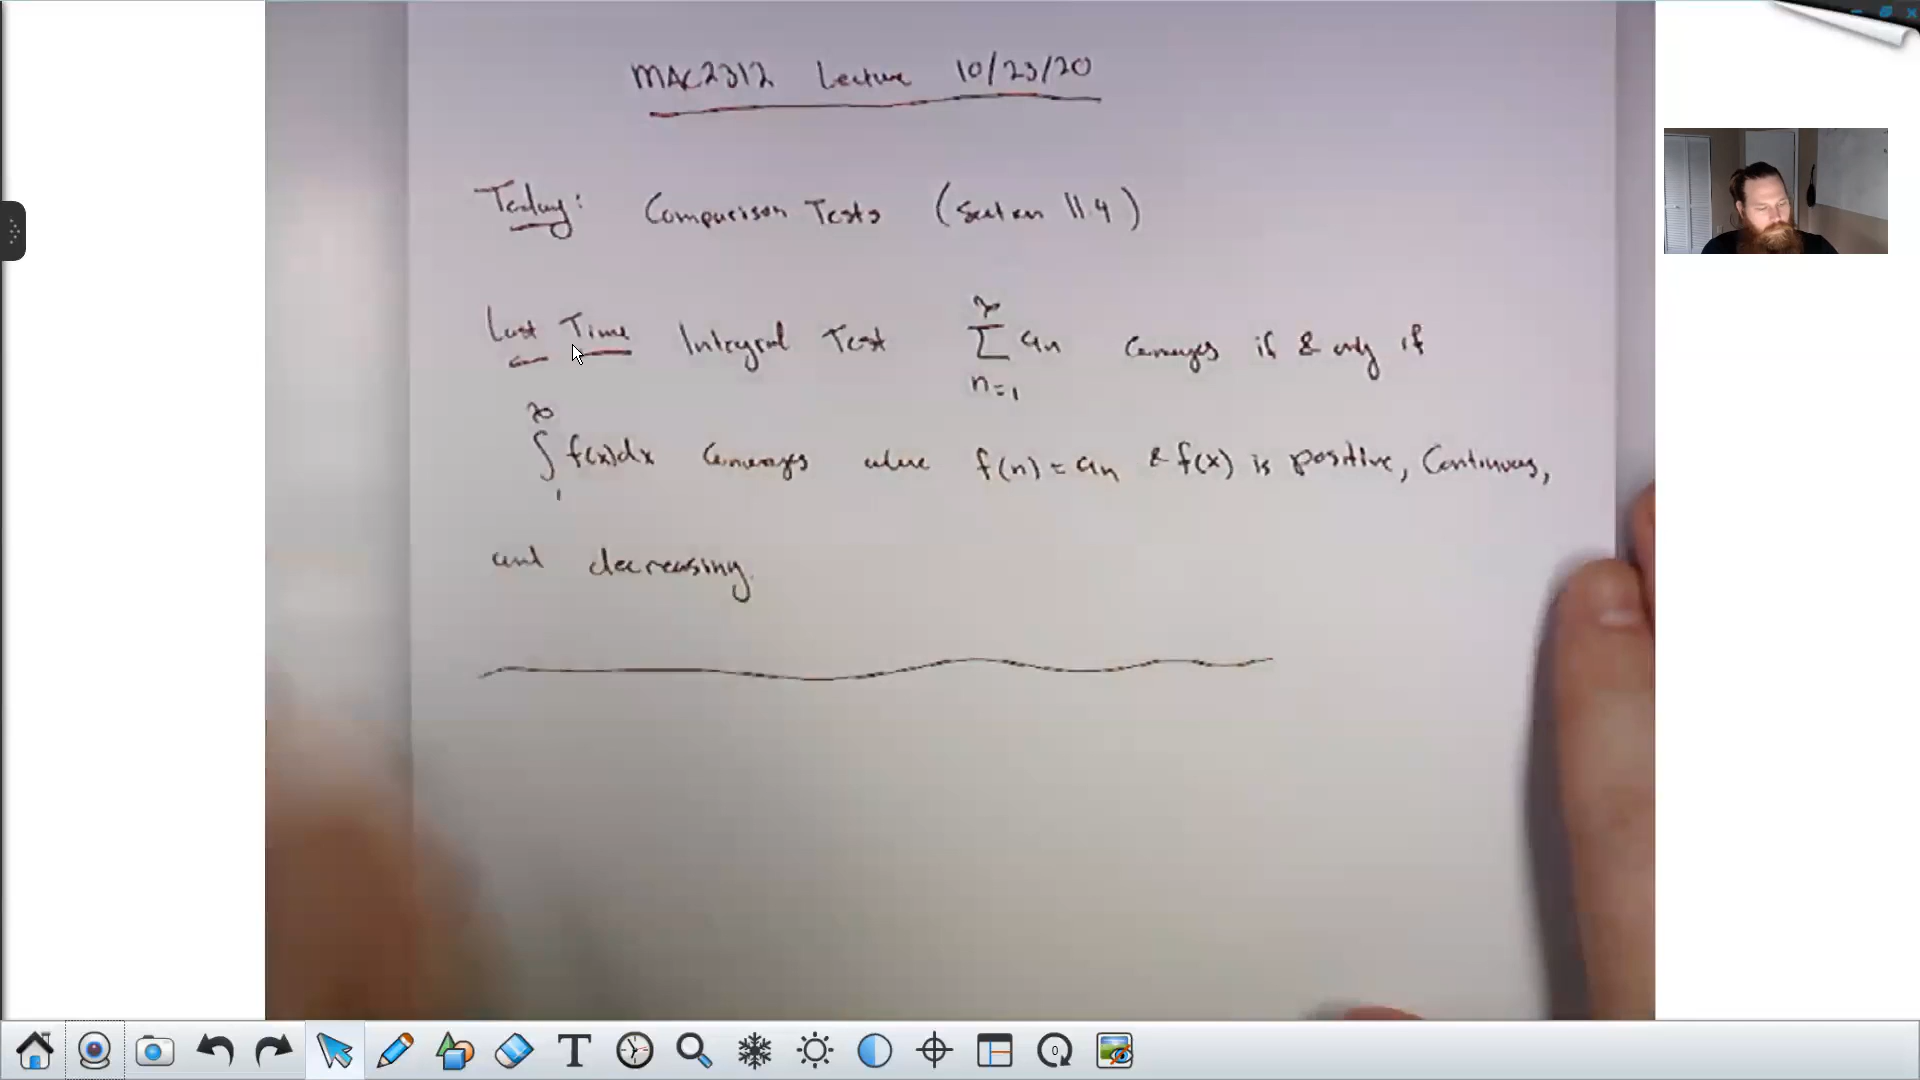 MAC2312 Lecture 10/23/20
Today: Comparison Tests (Section 11.4)
Last Time Integral Test ∞ ∑ n=1 an Converges if & only if
∞ ∫ 1 f(x)dx Converges where f(n) = an & f(x) is positive, Continuous,
and decreasing.
T
0